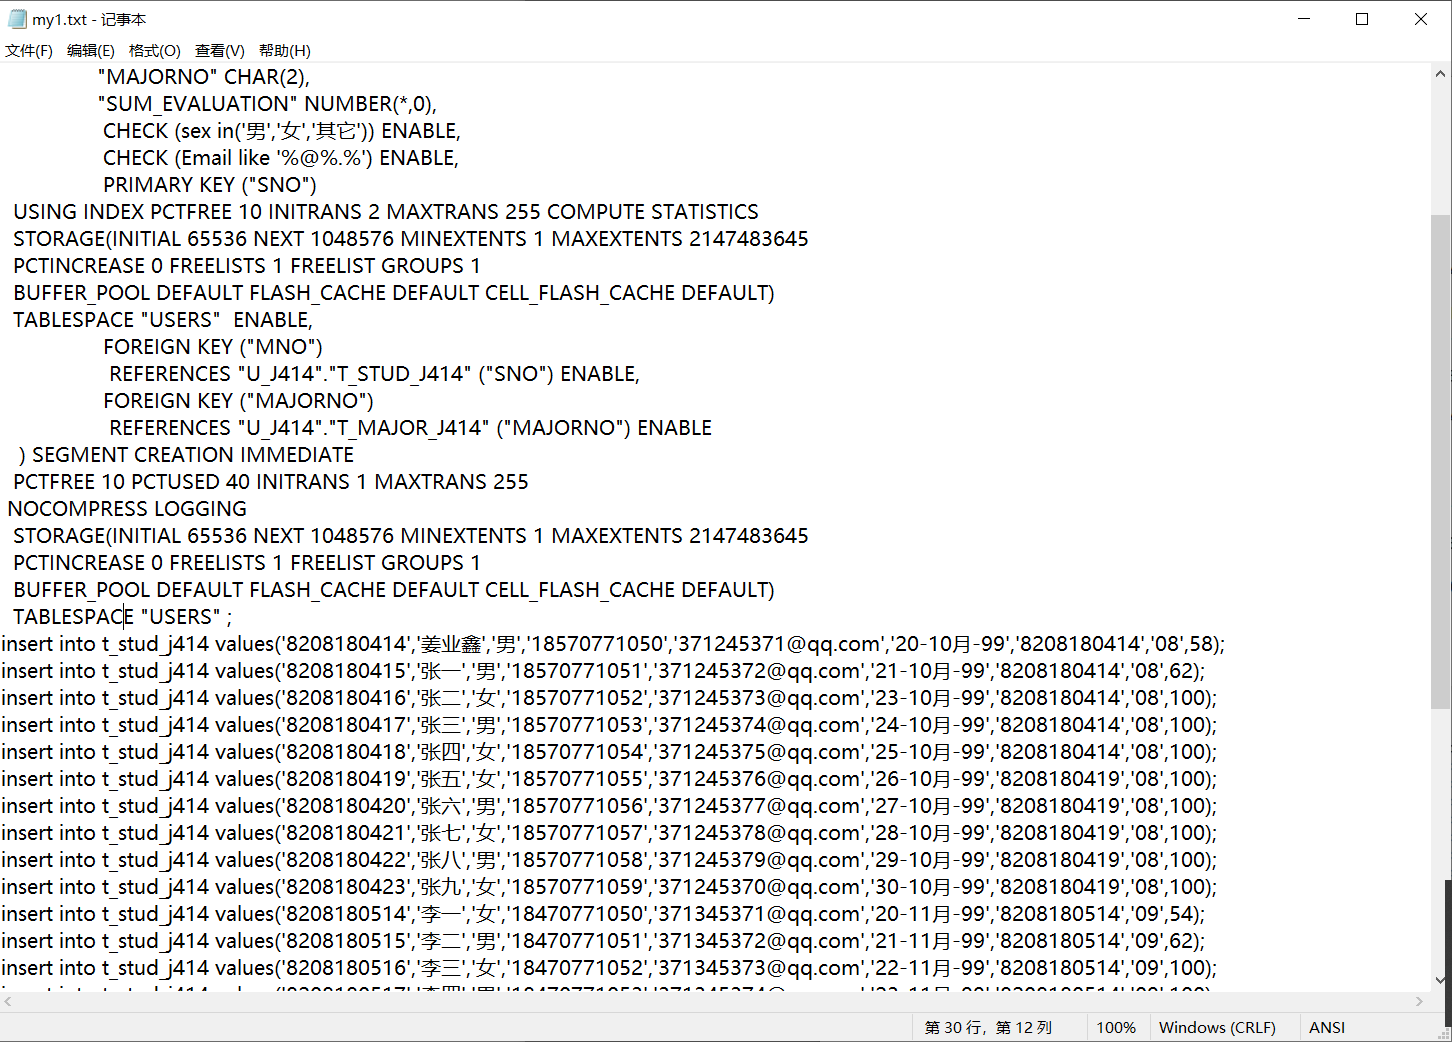 my1.txt - 记事本
文件(F) 编辑(E) 格式(O) 查看(V) 帮助(H)
"MAJORNO" CHAR(2),
"SUM_EVALUATION" NUMBER(*,0),
CHECK (sex in('男','女','其它')) ENABLE,
CHECK (Email like '%@%.%') ENABLE,
PRIMARY KEY ("SNO")
USING INDEX PCTFREE 10 INITRANS 2 MAXTRANS 255 COMPUTE STATISTICS
STORAGE(INITIAL 65536 NEXT 1048576 MINEXTENTS 1 MAXEXTENTS 2147483645
PCTINCREASE 0 FREELISTS 1 FREELIST GROUPS 1
BUFFER_POOL DEFAULT FLASH_CACHE DEFAULT CELL_FLASH_CACHE DEFAULT)
TABLESPACE "USERS"  ENABLE,
FOREIGN KEY ("MNO")
REFERENCES "U_J414"."T_STUD_J414" ("SNO") ENABLE,
FOREIGN KEY ("MAJORNO")
REFERENCES "U_J414"."T_MAJOR_J414" ("MAJORNO") ENABLE
) SEGMENT CREATION IMMEDIATE
PCTFREE 10 PCTUSED 40 INITRANS 1 MAXTRANS 255
NOCOMPRESS LOGGING
STORAGE(INITIAL 65536 NEXT 1048576 MINEXTENTS 1 MAXEXTENTS 2147483645
PCTINCREASE 0 FREELISTS 1 FREELIST GROUPS 1
BUFFER_POOL DEFAULT FLASH_CACHE DEFAULT CELL_FLASH_CACHE DEFAULT)
TABLESPACE "USERS" ;
insert into t_stud_j414 values('8208180414','姜业鑫','男','18570771050','371245371@qq.com','20-10月-99','8208180414','08',58);
insert into t_stud_j414 values('8208180415','张一','男','18570771051','371245372@qq.com','21-10月-99','8208180414','08',62);
insert into t_stud_j414 values('8208180416','张二','女','18570771052','371245373@qq.com','23-10月-99','8208180414','08',100);
insert into t_stud_j414 values('8208180417','张三','男','18570771053','371245374@qq.com','24-10月-99','8208180414','08',100);
insert into t_stud_j414 values('8208180418','张四','女','18570771054','371245375@qq.com','25-10月-99','8208180414','08',100);
insert into t_stud_j414 values('8208180419','张五','女','18570771055','371245376@qq.com','26-10月-99','8208180419','08',100);
insert into t_stud_j414 values('8208180420','张六','男','18570771056','371245377@qq.com','27-10月-99','8208180419','08',100);
insert into t_stud_j414 values('8208180421','张七','女','18570771057','371245378@qq.com','28-10月-99','8208180419','08',100);
insert into t_stud_j414 values('8208180422','张八','男','18570771058','371245379@qq.com','29-10月-99','8208180419','08',100);
insert into t_stud_j414 values('8208180423','张九','女','18570771059','371245370@qq.com','30-10月-99','8208180419','08',100);
insert into t_stud_j414 values('8208180514','李一','女','18470771050','371345371@qq.com','20-11月-99','8208180514','09',54);
insert into t_stud_j414 values('8208180515','李二','男','18470771051','371345372@qq.com','21-11月-99','8208180514','09',62);
insert into t_stud_j414 values('8208180516','李三','女','18470771052','371345373@qq.com','22-11月-99','8208180514','09',100);
第 30 行，第 12 列 100% Windows (CRLF) ANSI